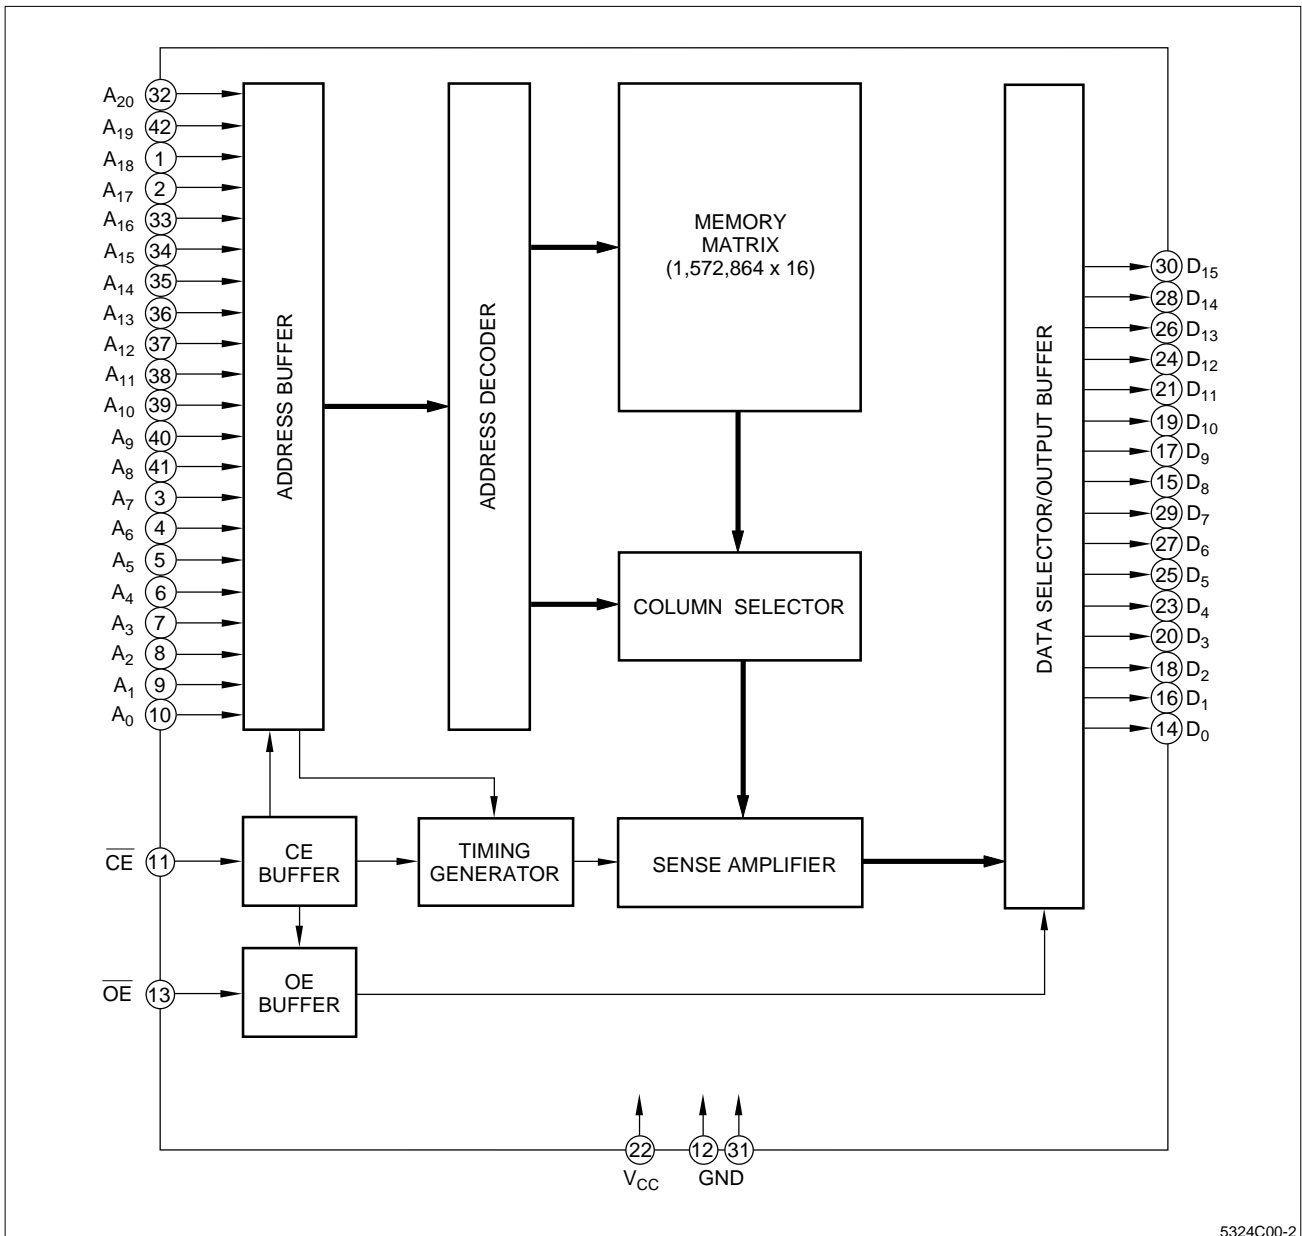 A20 32
A19 42
A18 1
A17 2
A16 33
A15 34
A14 35
A13 36
A12 37
A11 38
A10 39
A9 40
A8 41
A7 3
A6 4
A5 5
A4 6
A3 7
A2 8
A1 9
A0 10
CE 11
OE 13
ADDRESS BUFFER
ADDRESS DECODER
MEMORY
MATRIX
(1,572,864 x 16)
COLUMN SELECTOR
SENSE AMPLIFIER
TIMING
GENERATOR
CE
BUFFER
OE
BUFFER
DATA SELECTOR/OUTPUT BUFFER
30 D15
28 D14
26 D13
24 D12
21 D11
19 D10
17 D9
15 D8
29 D7
27 D6
25 D5
23 D4
20 D3
18 D2
16 D1
14 D0
22 12 31
VCC GND
5324C00-2